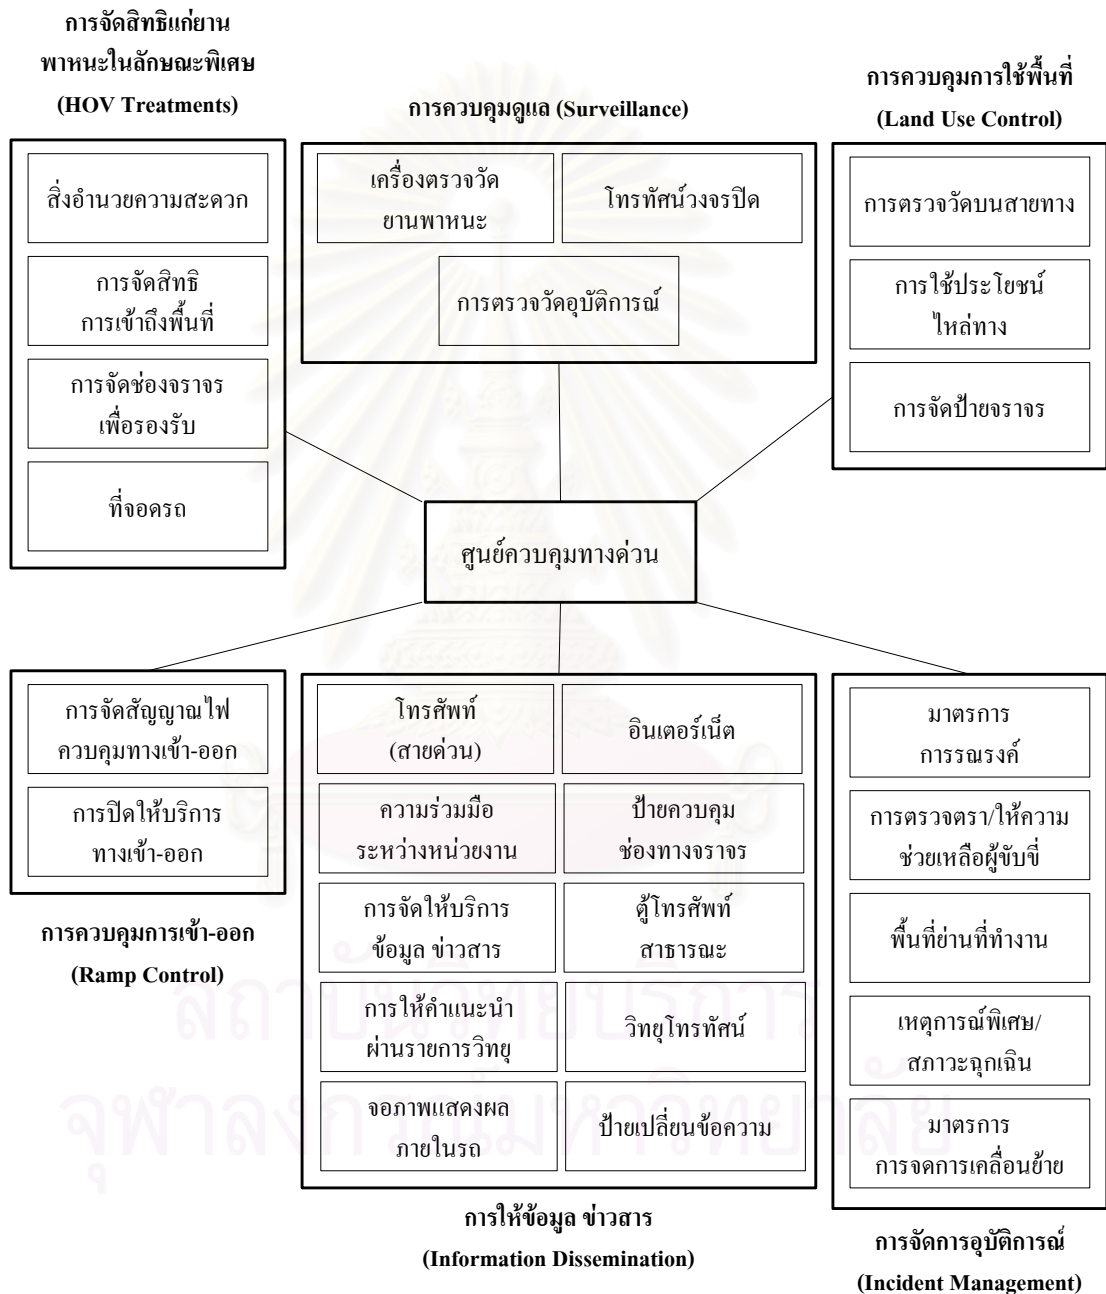 การจัดสิทธิแก่ยาน
พาหนะในลักษณะพิเศษ
(HOV Treatments)
สิ่งอำนวยความสะดวก
การจัดสิทธิ
การเข้าถึงพื้นที่
การจัดช่องจราจร
เพื่อรองรับ
ที่จอดรถ
การควบคุมดูแล (Surveillance)
เครื่องตรวจวัด
ยานพาหนะ
โทรทัศน์วงจรปิด
การตรวจวัดอุบัติการณ์
การควบคุมการใช้พื้นที่
(Land Use Control)
การตรวจวัดบนสายทาง
การใช้ประโยชน์
ไหล่ทาง
การจัดป้ายจราจร
ศูนย์ควบคุมทางด่วน
การจัดสัญญาณไฟ
ควบคุมทางเข้า-ออก
การปิดให้บริการ
ทางเข้า-ออก
การควบคุมการเข้า-ออก
(Ramp Control)
โทรศัพท์
(สายด่วน)
อินเตอร์เน็ต
ความร่วมมือ
ระหว่างหน่วยงาน
ป้ายควบคุม
ช่องทางจราจร
การจัดให้บริการ
ข้อมูล ข่าวสาร
ตู้โทรศัพท์
สาธารณะ
การให้คำแนะนำ
ผ่านรายการวิทยุ
วิทยุโทรทัศน์
จอภาพแสดงผล
ภายในรถ
ป้ายเปลี่ยนข้อความ
การให้ข้อมูล ข่าวสาร
(Information Dissemination)
มาตรการ
การรณรงค์
การตรวจตรา/ให้ความ
ช่วยเหลือผู้ขับขี่
พื้นที่ย่านที่ทำงาน
เหตุการณ์พิเศษ/
สภาวะฉุกเฉิน
มาตรการ
การจดการเคลื่อนย้าย
การจัดการอุบัติการณ์
(Incident Management)
สถาบันวิทยบริการ
จุฬาลงกรณ์มหาวิทยาลัย